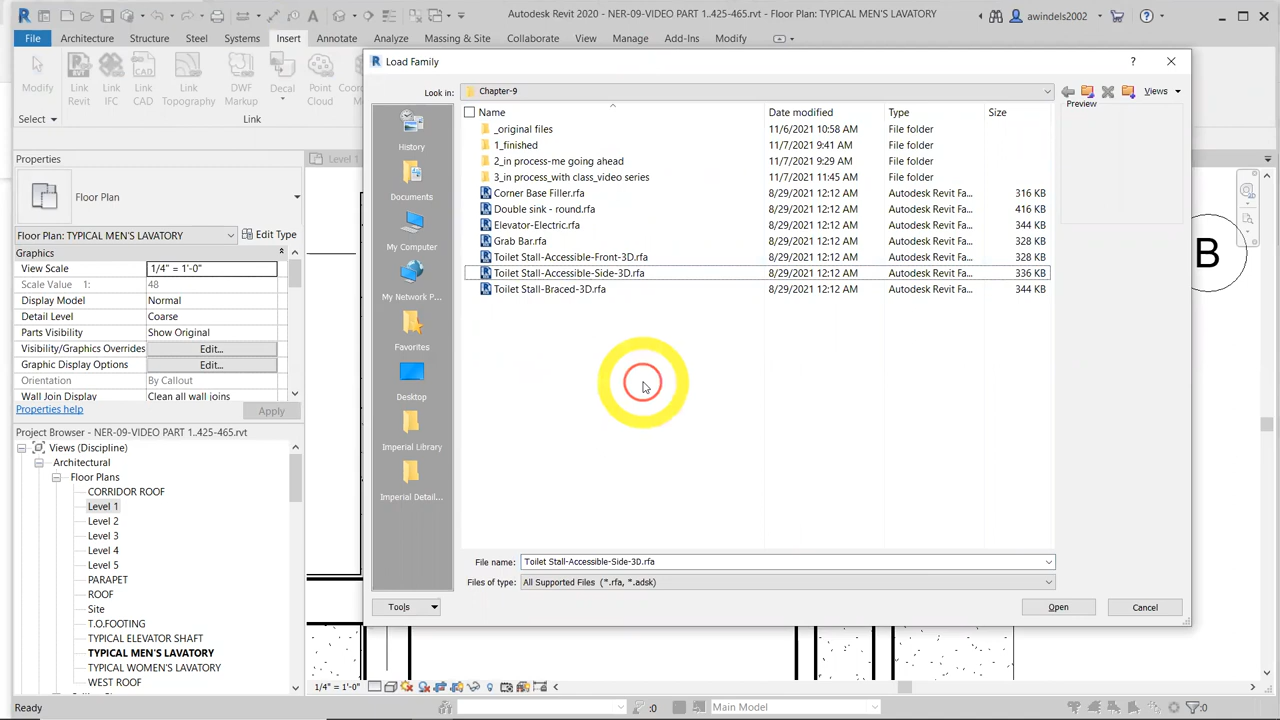 Autodesk Revit 2020 - NER-09-VIDEO PART 1..425-465.rvt - Floor Plan: TYPICAL MEN'S LAVATORY
awindels2002
File Architecture Structure Steel Systems Insert Annotate Analyze Massing & Site Collaborate View Manage Add-Ins Modify
Modify
Link Revit
Link IFC
Link CAD
Link Topography
DWF Markup
Decal
Point Cloud
Select
Link
Properties
Floor Plan
Floor Plan: TYPICAL MEN'S LAVATORY Edit Type
Graphics
View Scale 1/4" = 1'-0"
Scale Value 1: 48
Display Model Normal
Detail Level Coarse
Parts Visibility Show Original
Visibility/Graphics Overrides Edit...
Graphic Display Options Edit...
Orientation By Callout
Wall Join Display Clean all wall joins
Properties help Apply
Project Browser - NER-09-VIDEO PART 1..425-465.rvt
Views (Discipline)
Architectural
Floor Plans
CORRIDOR ROOF
Level 1
Level 2
Level 3
Level 4
Level 5
PARAPET
ROOF
Site
T.O.FOOTING
TYPICAL ELEVATOR SHAFT
TYPICAL MEN'S LAVATORY
TYPICAL WOMEN'S LAVATORY
WEST ROOF
Level 1
Load Family
Look in: Chapter-9 Views
Preview
Name Date modified Type Size
_original files 11/6/2021 10:58 AM File folder
1_finished 11/7/2021 9:41 AM File folder
2_in process-me going ahead 11/7/2021 9:29 AM File folder
3_in process_with class_video series 11/7/2021 11:45 AM File folder
Corner Base Filler.rfa 8/29/2021 12:12 AM Autodesk Revit Fa... 316 KB
Double sink - round.rfa 8/29/2021 12:12 AM Autodesk Revit Fa... 416 KB
Elevator-Electric.rfa 8/29/2021 12:12 AM Autodesk Revit Fa... 344 KB
Grab Bar.rfa 8/29/2021 12:12 AM Autodesk Revit Fa... 328 KB
Toilet Stall-Accessible-Front-3D.rfa 8/29/2021 12:12 AM Autodesk Revit Fa... 328 KB
Toilet Stall-Accessible-Side-3D.rfa 8/29/2021 12:12 AM Autodesk Revit Fa... 336 KB
Toilet Stall-Braced-3D.rfa 8/29/2021 12:12 AM Autodesk Revit Fa... 344 KB
History
Documents
My Computer
My Network P...
Favorites
Desktop
Imperial Library
Imperial Detail...
File name: Toilet Stall-Accessible-Side-3D.rfa
Files of type: All Supported Files (*.rfa, *.adsk)
Tools Open Cancel
B
1/4" = 1'-0"
Ready :0 Main Model :0